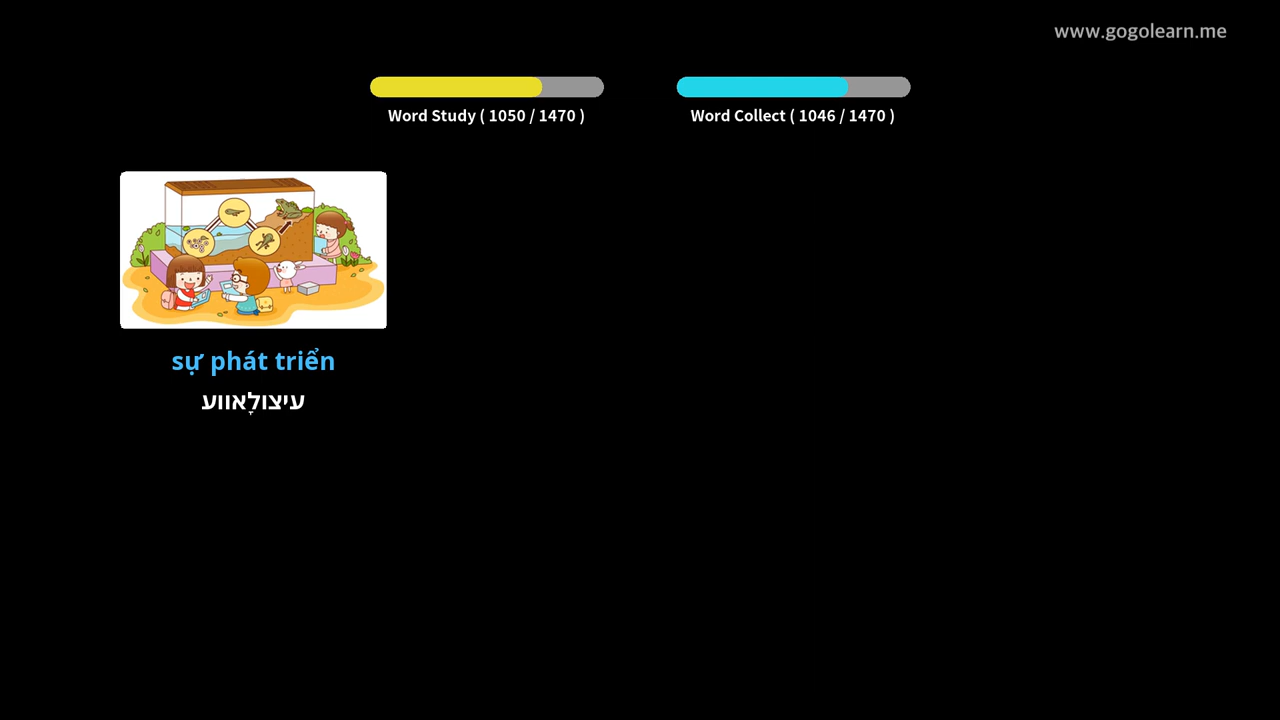 www.gogolearn.me
Word Study ( 1050 / 1470 )
Word Collect ( 1046 / 1470 )
sự phát triển
עיצולָאווע